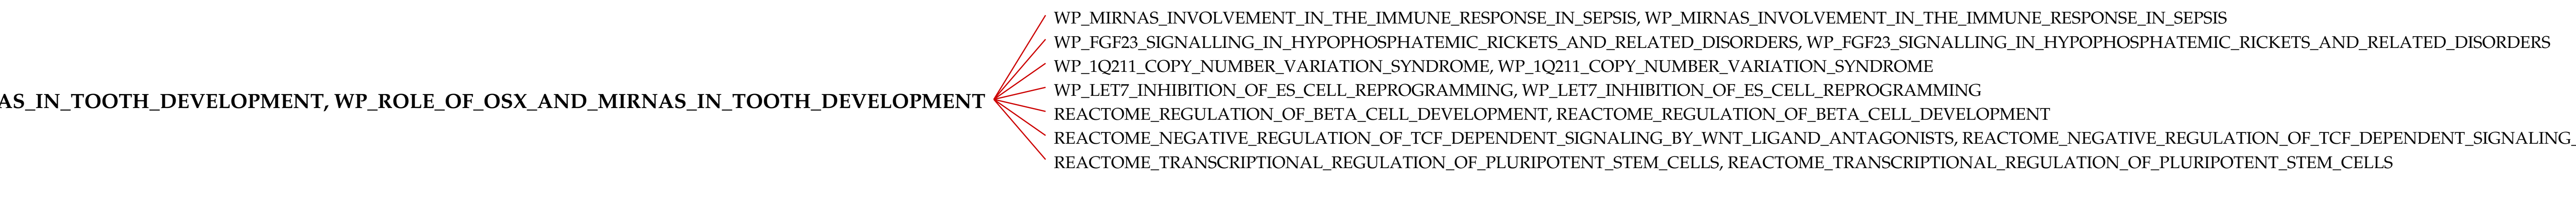 WP_MIRNAS_INVOLVEMENT_IN_THE_IMMUNE_RESPONSE_IN_SEPSIS, WP_MIRNAS_INVOLVEMENT_IN_THE_IMMUNE_RESPONSE_IN_SEPSIS
WP_FGF23_SIGNALLING_IN_HYPOPHOSPHATEMIC_RICKETS_AND_RELATED_DISORDERS, WP_FGF23_SIGNALLING_IN_HYPOPHOSPHATEMIC_RICKETS_AND_RELATED_DISORDERS
WP_1Q211_COPY_NUMBER_VARIATION_SYNDROME, WP_1Q211_COPY_NUMBER_VARIATION_SYNDROME
WP_LET7_INHIBITION_OF_ES_CELL_REPROGRAMMING, WP_LET7_INHIBITION_OF_ES_CELL_REPROGRAMMING
AS_IN_TOOTH_DEVELOPMENT, WP_ROLE_OF_OSX_AND_MIRNAS_IN_TOOTH_DEVELOPMENT
REACTOME_REGULATION_OF_BETA_CELL_DEVELOPMENT, REACTOME_REGULATION_OF_BETA_CELL_DEVELOPMENT
REACTOME_NEGATIVE_REGULATION_OF_TCF_DEPENDENT_SIGNALING_BY_WNT_LIGAND_ANTAGONISTS, REACTOME_NEGATIVE_REGULATION_OF_TCF_DEPENDENT_SIGNALING_
REACTOME_TRANSCRIPTIONAL_REGULATION_OF_PLURIPOTENT_STEM_CELLS, REACTOME_TRANSCRIPTIONAL_REGULATION_OF_PLURIPOTENT_STEM_CELLS